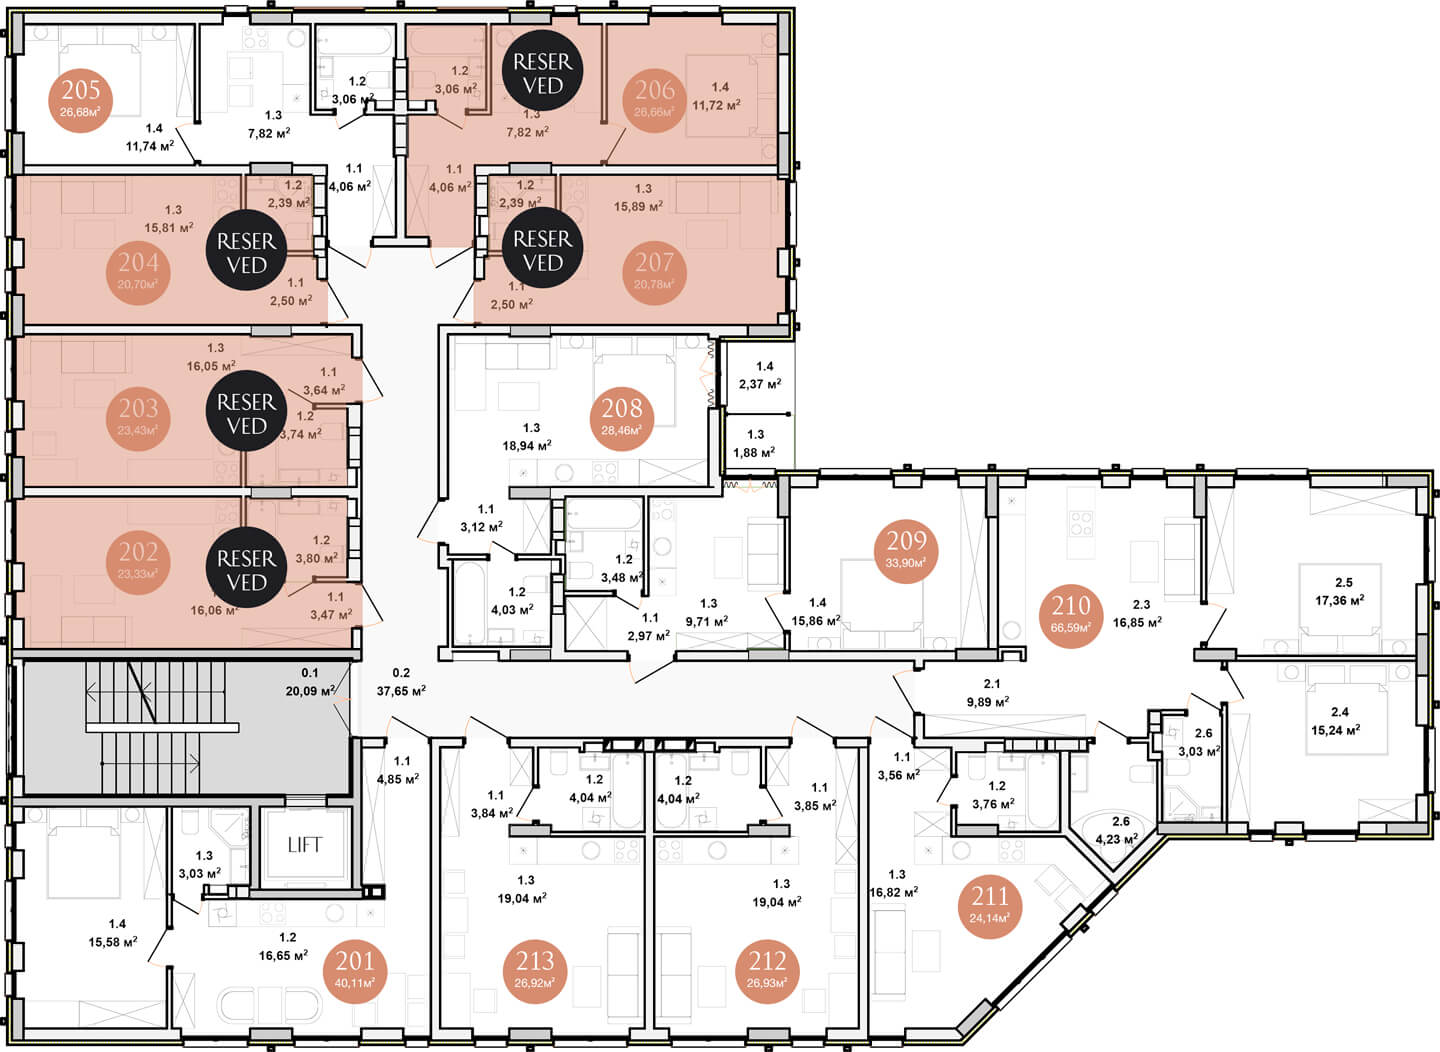 205
26,68м²
1.4
11,74 м²
1.3
7,82 м²
1.2
3,06 м²
1.1
4,06 м²
1.2
3,06 м²
RESER
VED
1.3
7,82 м²
206
26,66м²
1.4
11,72 м²
1.1
4,06 м²
1.3
15,81 м²
1.2
2,39 м²
RESER
VED
204
20,70м²
1.1
2,50 м²
1.2
2,39 м²
RESER
VED
1.3
15,89 м²
207
20,78м²
1.1
2,50 м²
1.3
16,05 м²
1.1
3,64 м²
RESER
VED
203
23,43м²
1.2
3,74 м²
208
28,46м²
1.3
18,94 м²
1.4
2,37 м²
1.3
1,88 м²
202
23,33м²
RESER
VED
1.2
3,80 м²
16,06 м²
1.1
3,47 м²
1.1
3,12 м²
1.2
4,03 м²
1.2
3,48 м²
1.1
2,97 м²
1.3
9,71 м²
209
33,90м²
1.4
15,86 м²
210
66,59м²
2.3
16,85 м²
2.5
17,36 м²
0.1
20,09 м²
0.2
37,65 м²
2.1
9,89 м²
2.4
15,24 м²
2.6
3,03 м²
1.1
4,85 м²
1.1
3,84 м²
1.2
4,04 м²
1.2
4,04 м²
1.1
3,85 м²
1.1
3,56 м²
1.2
3,76 м²
2.6
4,23 м²
LIFT
1.3
3,03 м²
1.4
15,58 м²
1.2
16,65 м²
201
40,11м²
1.3
19,04 м²
213
26,92м²
1.3
19,04 м²
212
26,93м²
1.3
16,82 м²
211
24,14м²